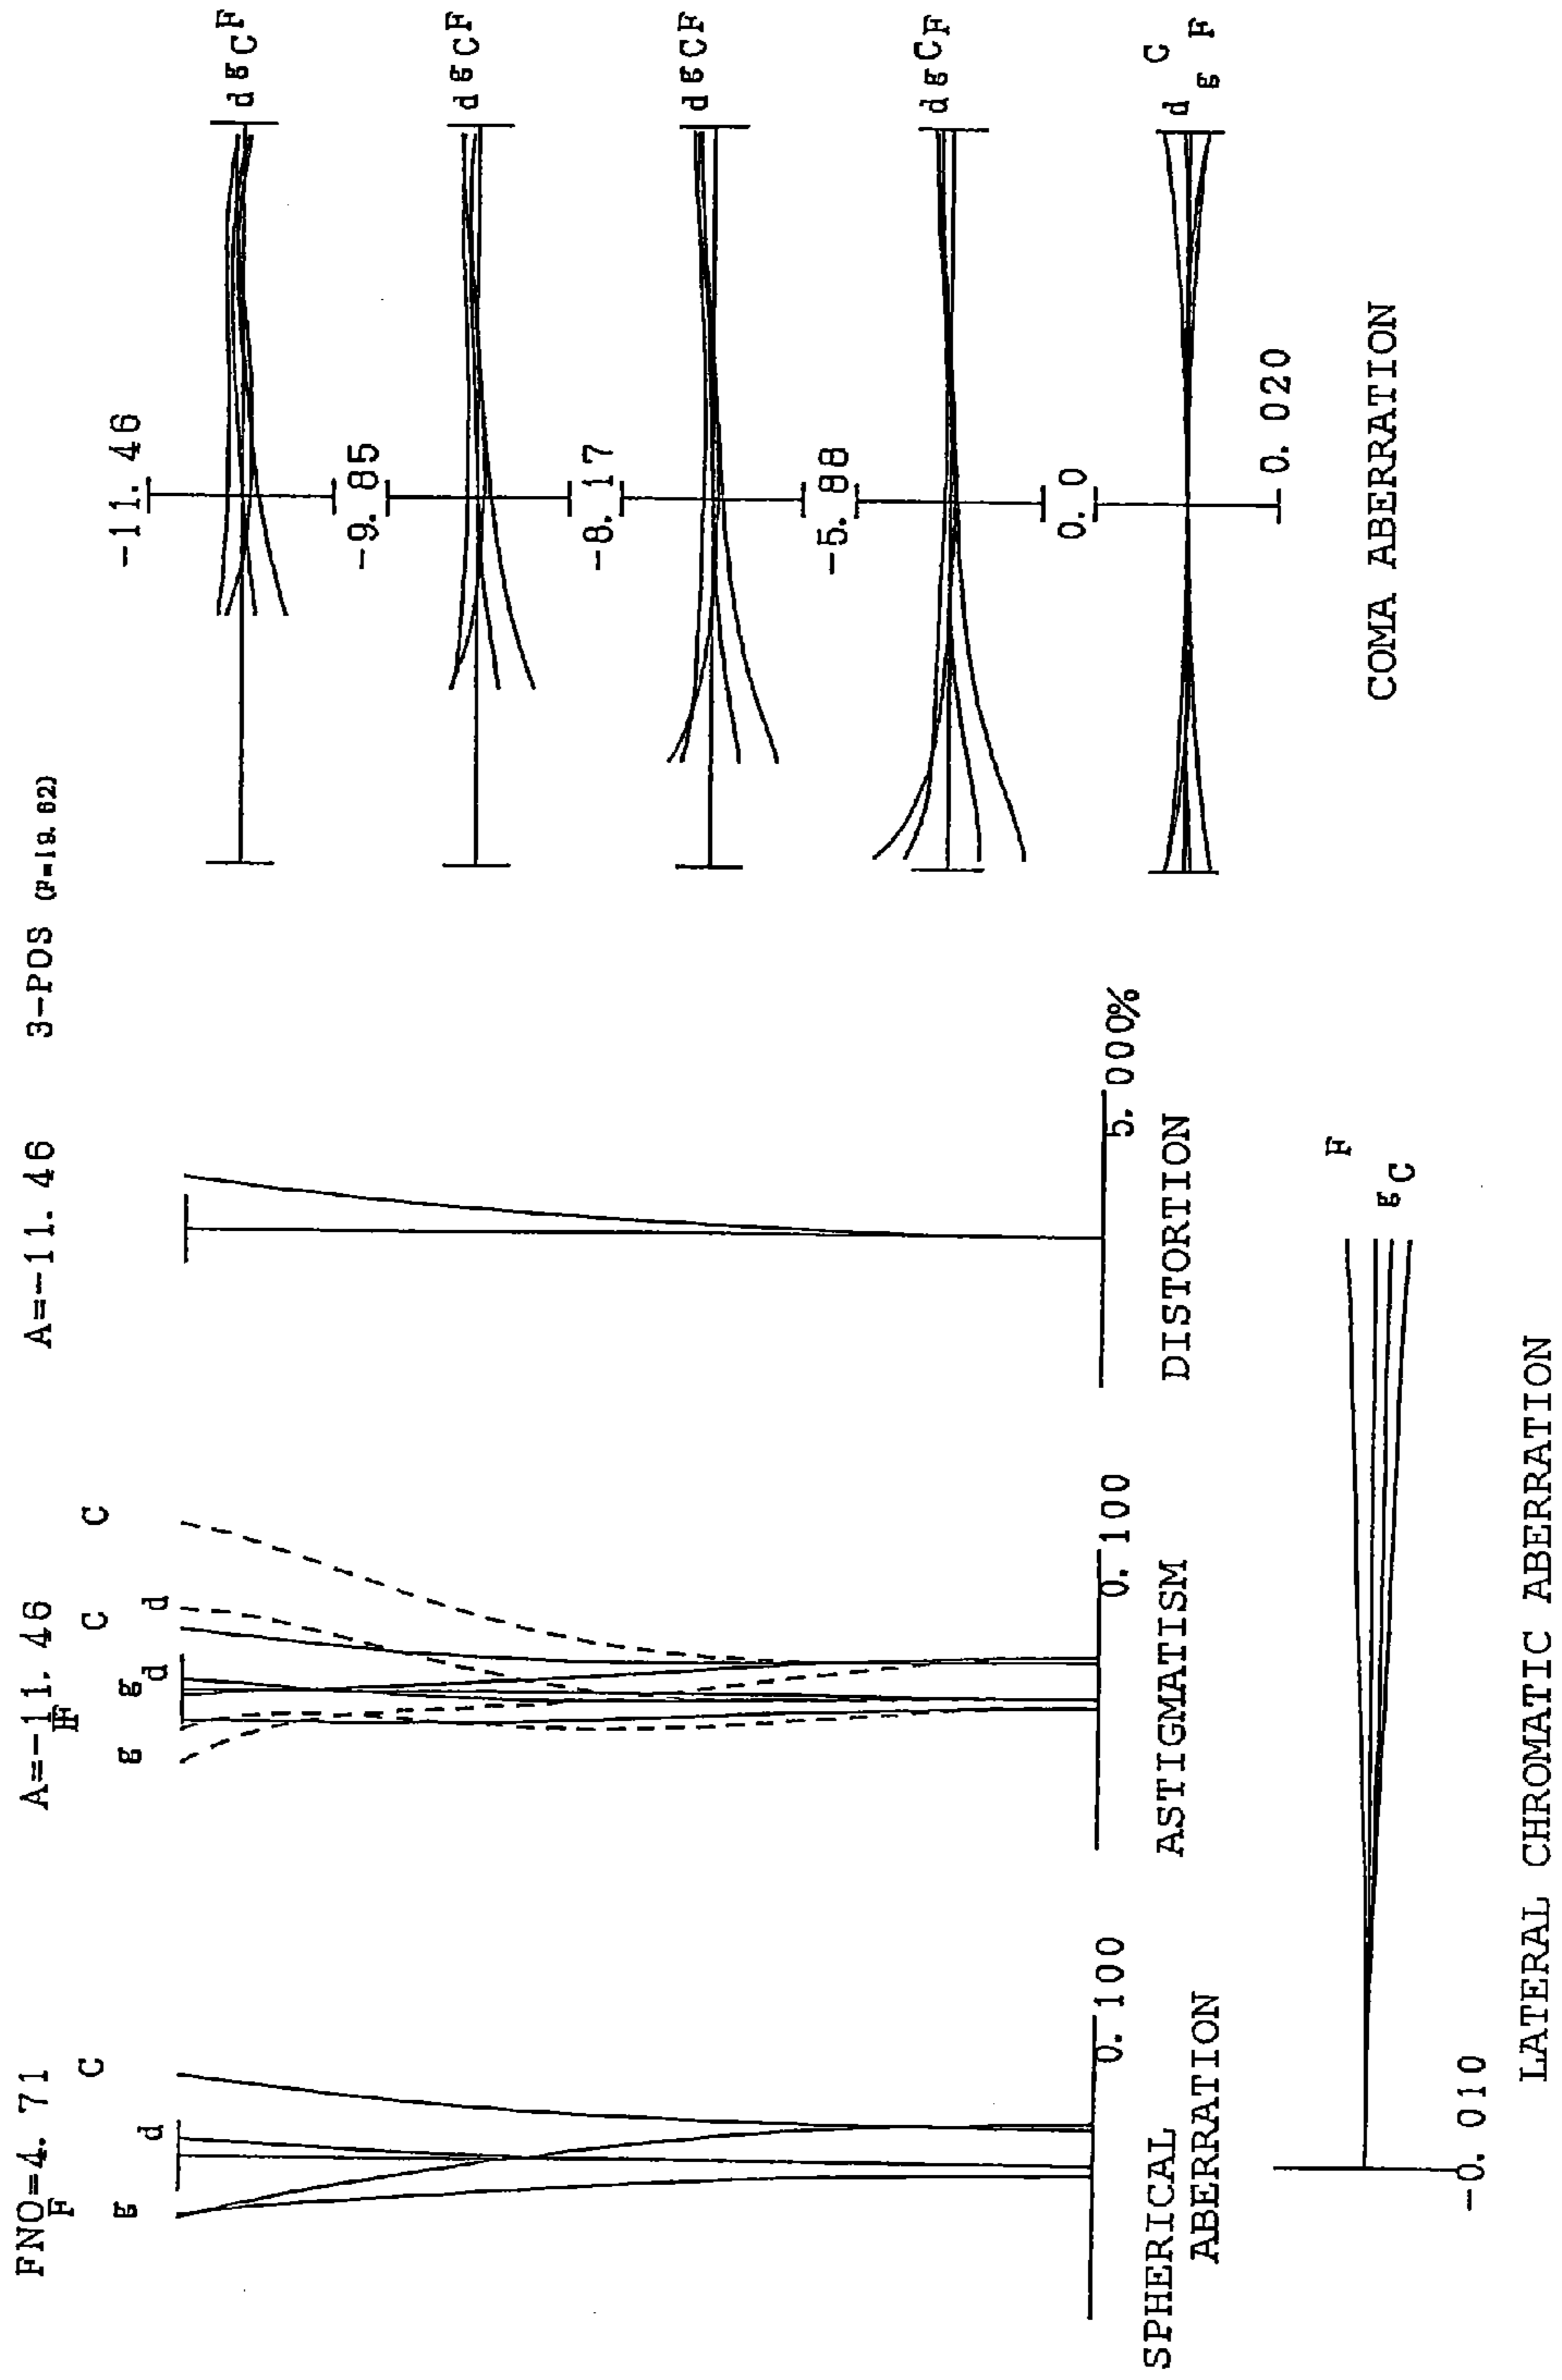 FNO=4. 71
F
g
d
C
0. 100
SPHERICAL
ABERRATION
A=-11. 46
F
g
g
d
C
d
C
0. 100
ASTIGMATISM
A=-11. 46
5. 000%
DISTORTION
3-POS
-11. 46
d g C F
-9. 85
d g C F
-8. 17
d g C F
-5. 88
d g C F
0. 0
d g F
0. 020
COMA ABERRATION
-0. 010
F
g C
LATERAL CHROMATIC ABERRATION